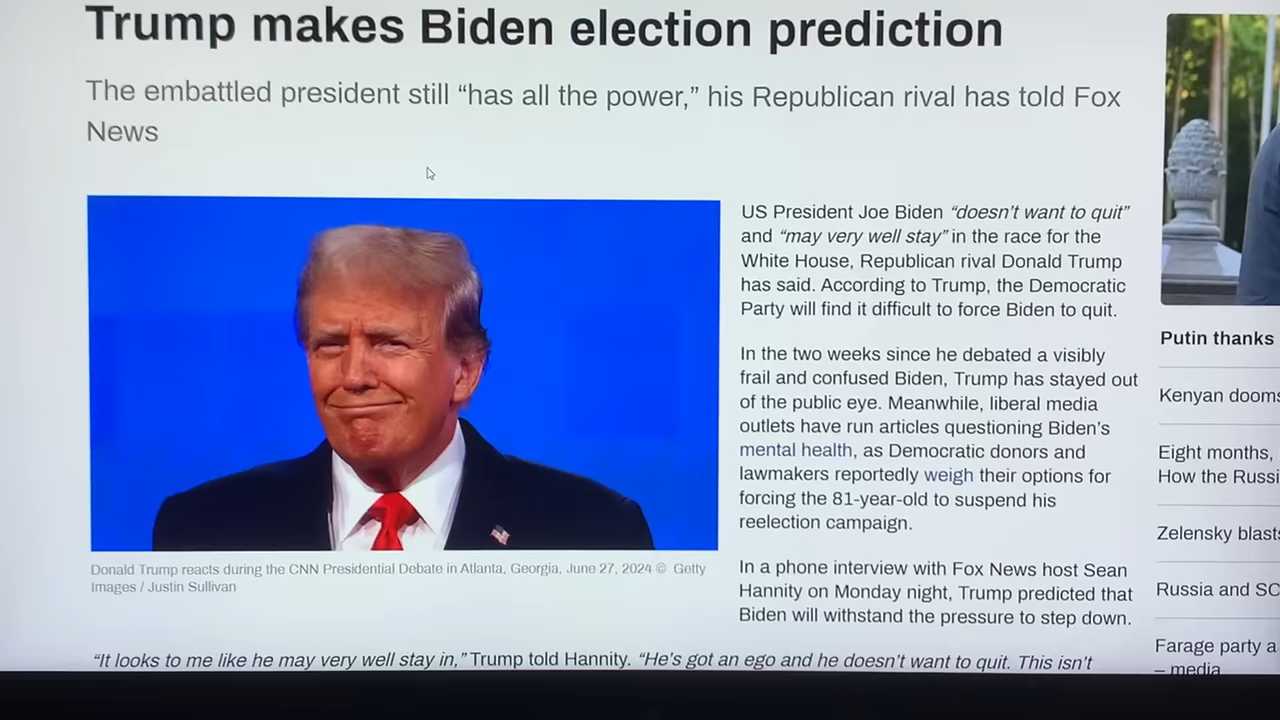 Trump makes Biden election prediction
The embattled president still “has all the power,” his Republican rival has told Fox
News
US President Joe Biden “doesn’t want to quit”
and “may very well stay” in the race for the
White House, Republican rival Donald Trump
has said. According to Trump, the Democratic
Party will find it difficult to force Biden to quit.
In the two weeks since he debated a visibly
frail and confused Biden, Trump has stayed out
of the public eye. Meanwhile, liberal media
outlets have run articles questioning Biden’s
mental health, as Democratic donors and
lawmakers reportedly weigh their options for
forcing the 81-year-old to suspend his
reelection campaign.
In a phone interview with Fox News host Sean
Hannity on Monday night, Trump predicted that
Biden will withstand the pressure to step down.
Donald Trump reacts during the CNN Presidential Debate in Atlanta, Georgia, June 27, 2024 © Getty
Images / Justin Sullivan
“It looks to me like he may very well stay in,” Trump told Hannity. “He’s got an ego and he doesn’t want to quit. This isn’t
Putin thanks
Kenyan dooms
Eight months,
How the Russi
Zelensky blasts
Russia and SC
Farage party a
– media